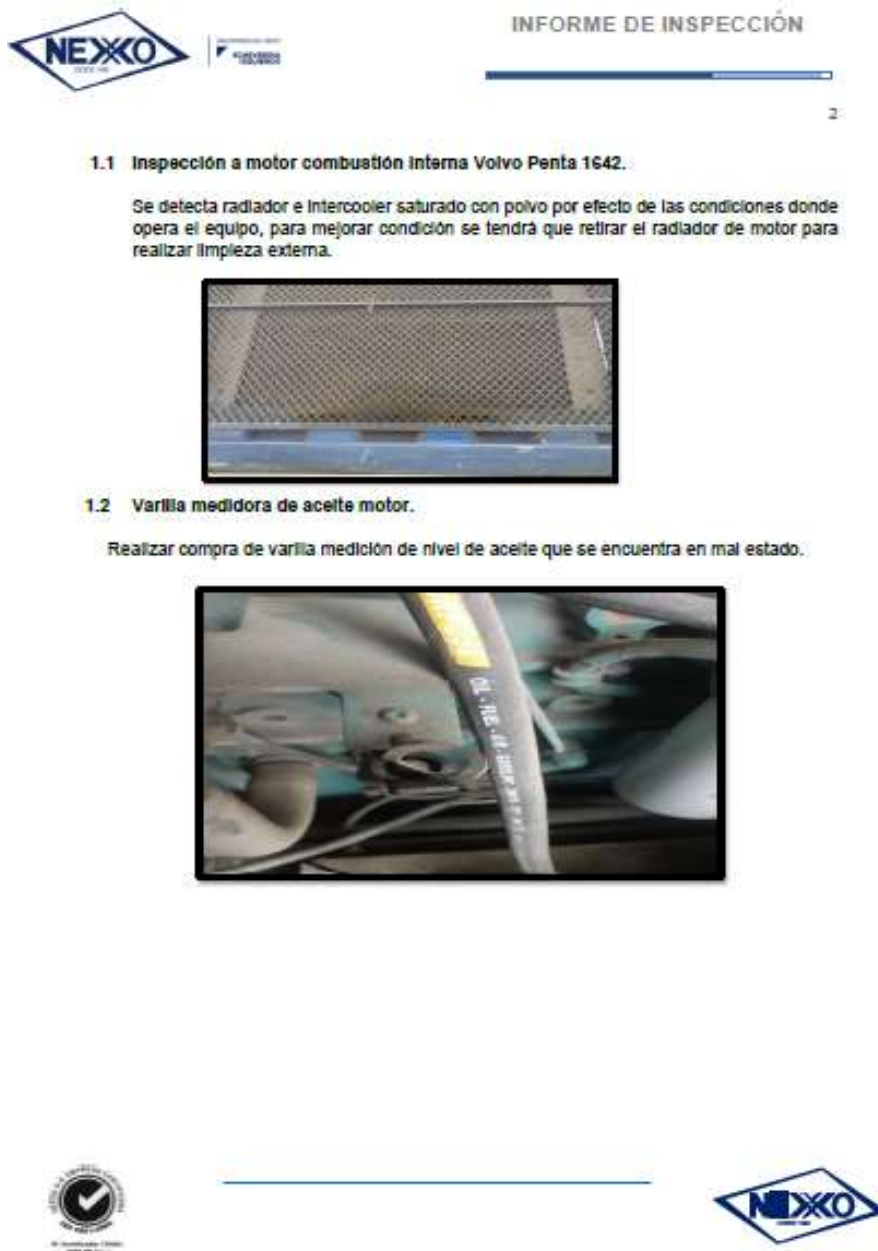 NEXXO
ECHEVERRIA
IZQUIERDO
INFORME DE INSPECCIÓN
2
1.1 Inspección a motor combustión interna Volvo Penta 1642.
Se detecta radiador e intercooler saturado con polvo por efecto de las condiciones donde
opera el equipo, para mejorar condición se tendrá que retirar el radiador de motor para
realizar limpieza externa.
1.2 Varilla medidora de aceite motor.
Realizar compra de varilla medición de nivel de aceite que se encuentra en mal estado.
NEXXO